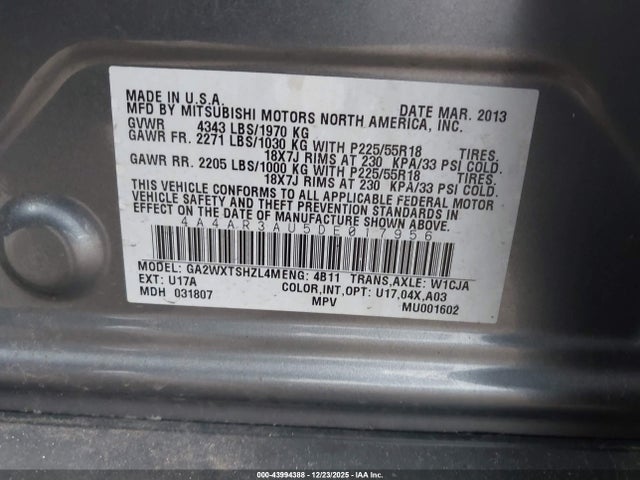 MADE IN U.S.A. DATE MAR. 2013
MFD BY MITSUBISHI MOTORS NORTH AMERICA, INC.
GVWR 4343 LBS/1970 KG
GAWR FR. 2271 LBS/1030 KG WITH P225/55R18 TIRES.
18X7J RIMS AT 230 KPA/33 PSI COLD.
GAWR RR. 2205 LBS/1000 KG WITH P225/55R18 TIRES.
18X7J RIMS AT 230 KPA/33 PSI COLD.
THIS VEHICLE CONFORMS TO ALL APPLICABLE FEDERAL MOTOR
VEHICLE SAFETY AND THEFT PREVENTION STANDARDS IN
EFFECT ON THE DATE OF MANUFACTURE SHOWN ABOVE.
4A4AR3AU5DE017956
MODEL: GA2WXTSHZL4MENG: 4B11 TRANS,AXLE: W1CJA
EXT: U17A COLOR,INT,OPT: U17,04X,A03
MDH 031807 MPV MU001602
000-43994388 - 12/23/2025 - IAA Inc.